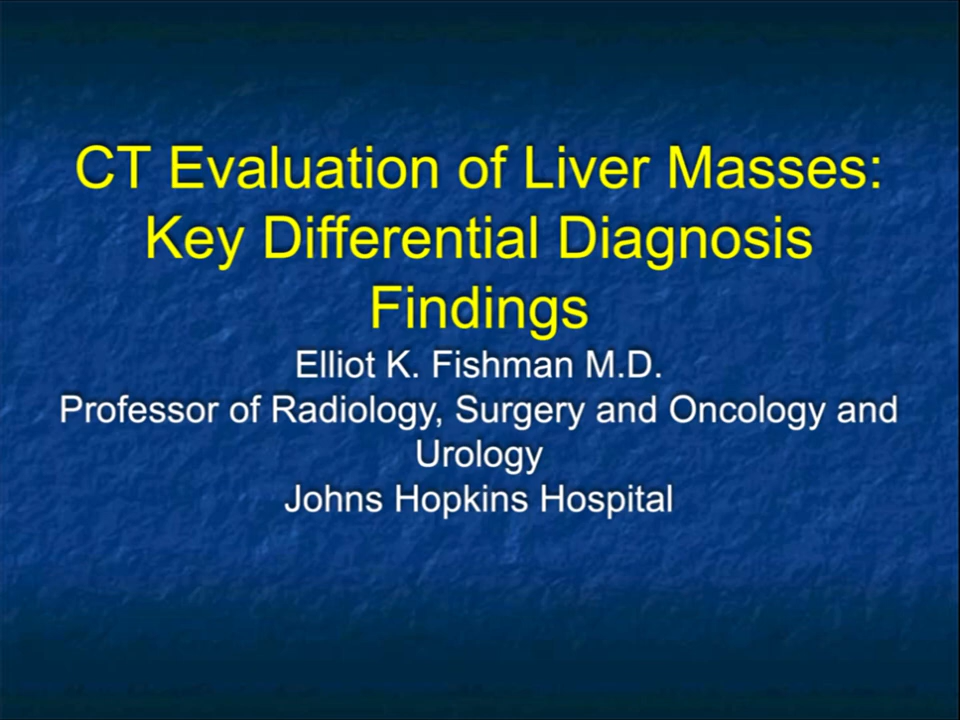 CT Evaluation of Liver Masses:
Key Differential Diagnosis
Findings
Elliot K. Fishman M.D.
Professor of Radiology, Surgery and Oncology and
Urology
Johns Hopkins Hospital